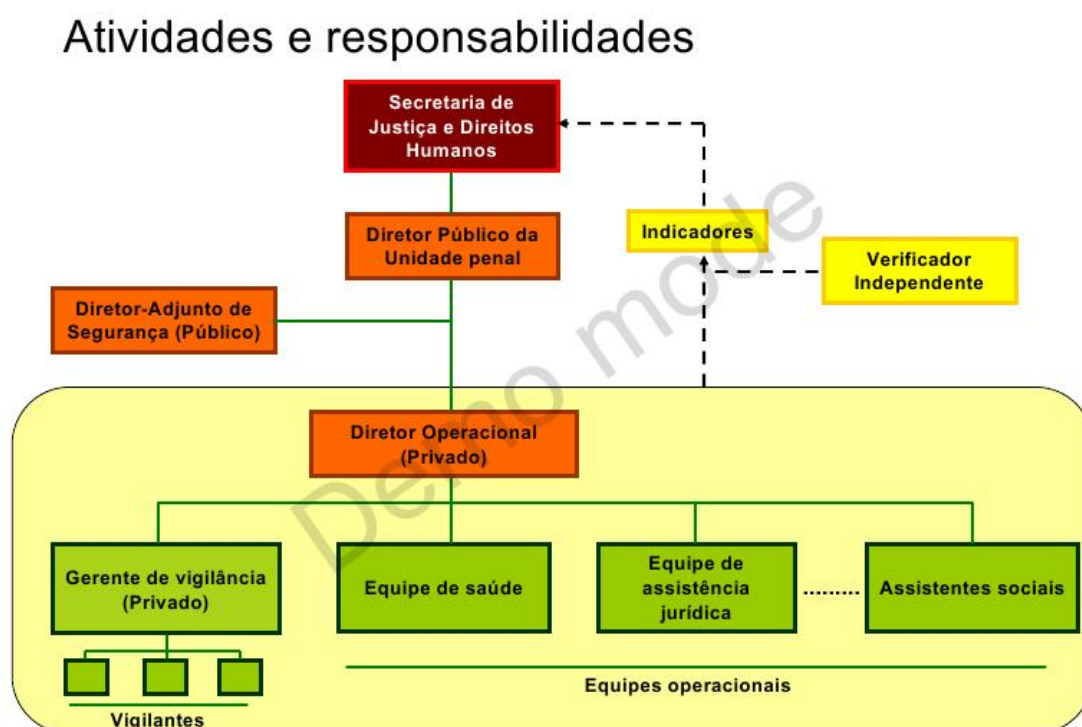 Atividades e responsabilidades
Secretaria de
Justiça e Direitos
Humanos
Diretor Público da
Unidade penal
Indicadores
Verificador
Independente
Diretor-Adjunto de
Segurança (Público)
Diretor Operacional
(Privado)
Gerente de vigilância
(Privado)
Equipe de saúde
Equipe de
assistência
jurídica
.........
Assistentes sociais
Equipes operacionais
Vigilantes
Demo mode